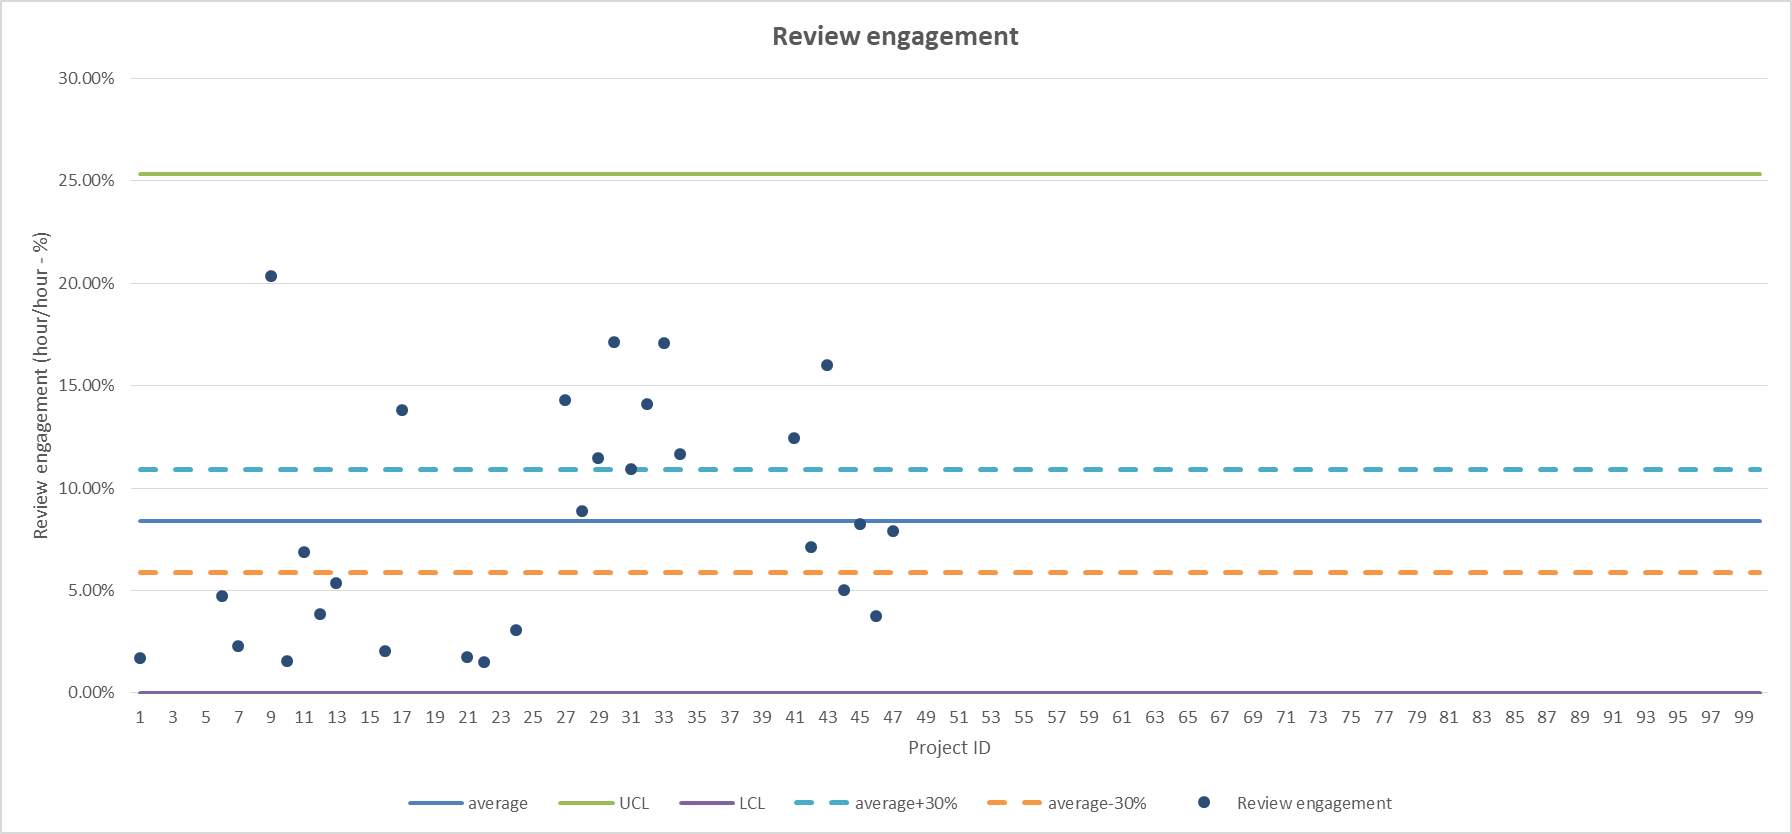 Review engagement
30.00%
25.00%
20.00%
15.00%
10.00%
5.00%
0.00%
Review engagement (hour/hour - %)
1 3 5 7 9 11 13 15 17 19 21 23 25 27 29 31 33 35 37 39 41 43 45 47 49 51 53 55 57 59 61 63 65 67 69 71 73 75 77 79 81 83 85 87 89 91 93 95 97 99
Project ID
average UCL LCL average+30% average-30% Review engagement